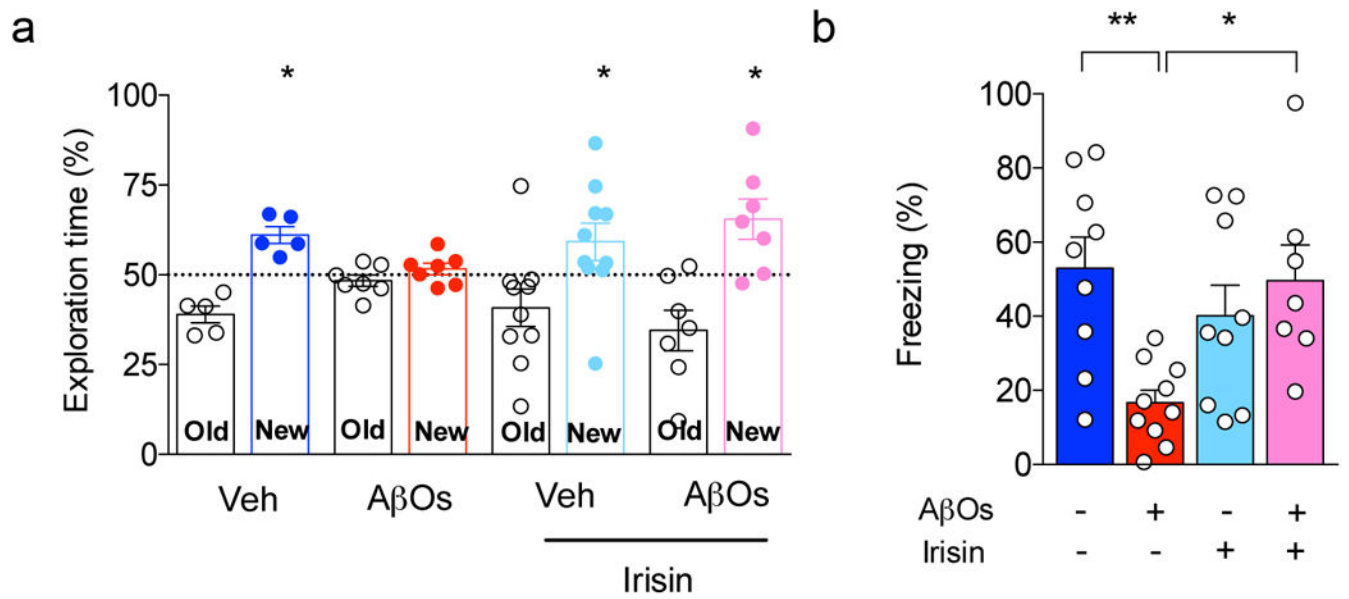 a
* * *
Exploration time (%)
100
75
50
25
0
Old New Old New Old New Old New
Veh AβOs Veh AβOs
Irisin
b
** *
Freezing (%)
100
80
60
40
20
0
AβOs - + - +
Irisin - - + +